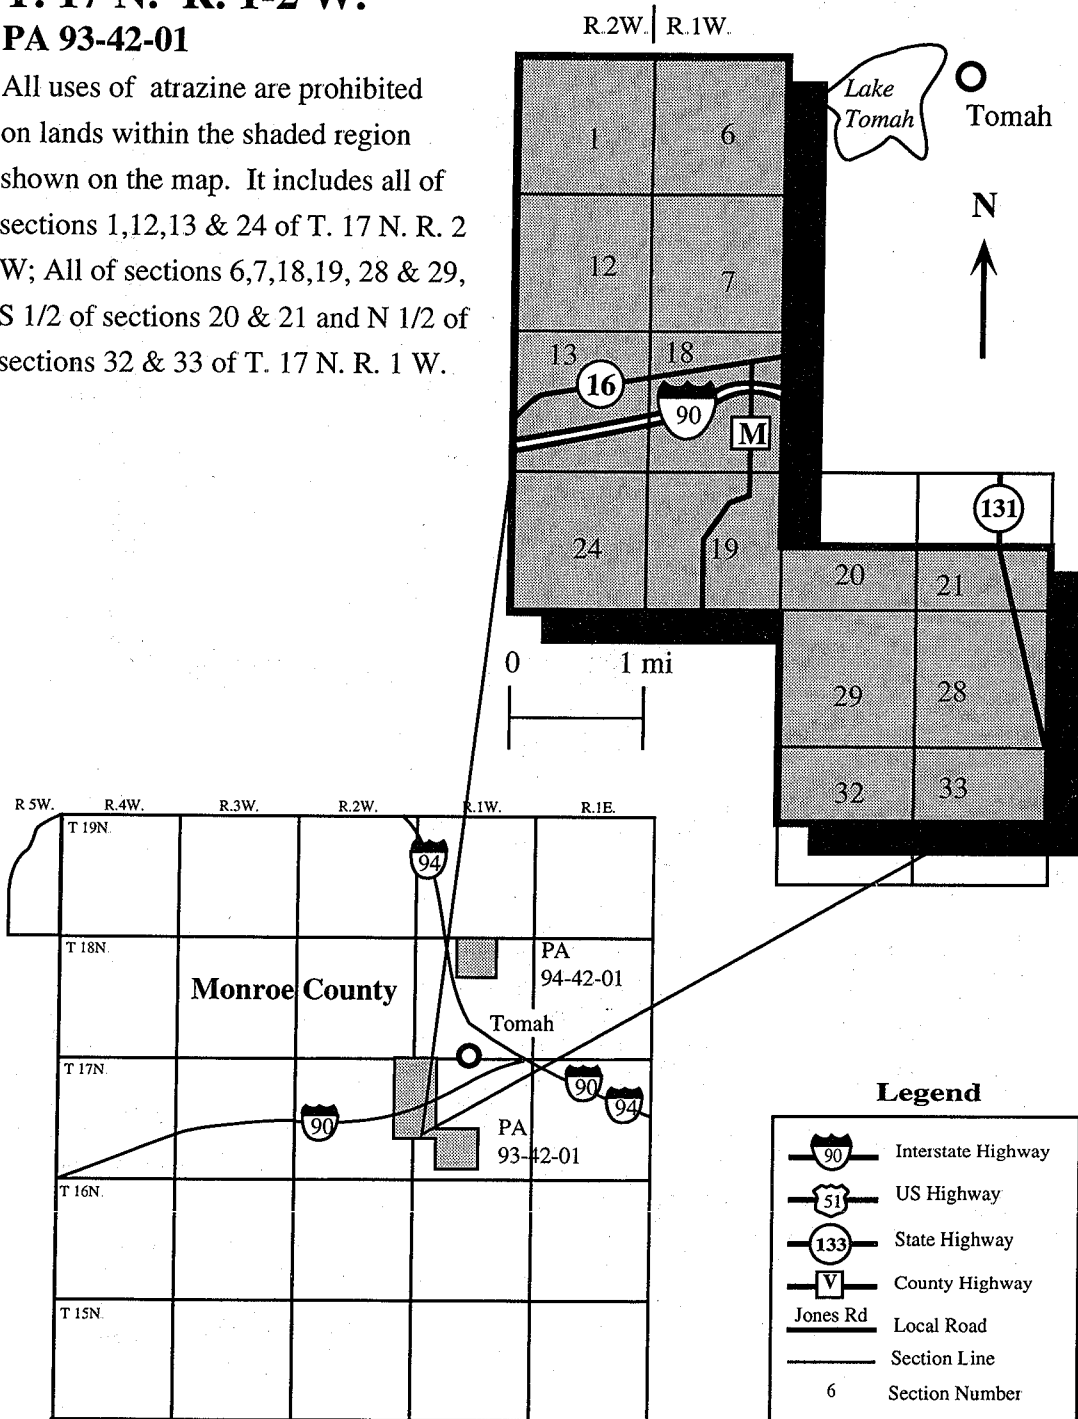 T. 17 N. R. 1-2 W.
PA 93-42-01
All uses of atrazine are prohibited
on lands within the shaded region
shown on the map. It includes all of
sections 1,12,13 & 24 of T. 17 N. R. 2
W; All of sections 6,7,18,19, 28 & 29,
S 1/2 of sections 20 & 21 and N 1/2 of
sections 32 & 33 of T. 17 N. R. 1 W.
R.2W. R.1W.
Lake
Tomah
Tomah
N
1 6
12 7
13 18
16
90
M
131
24 19
20 21
29 28
32 33
0 1 mi
R 5W. R.4W. R.3W. R.2W. R.1W. R.1E.
T 19N.
94
T 18N.
PA
94-42-01
Monroe County
Tomah
T 17N.
90
94
90
PA
93-42-01
T 16N.
T 15N.
Legend
90 Interstate Highway
51 US Highway
133 State Highway
V County Highway
Jones Rd Local Road
Section Line
6 Section Number